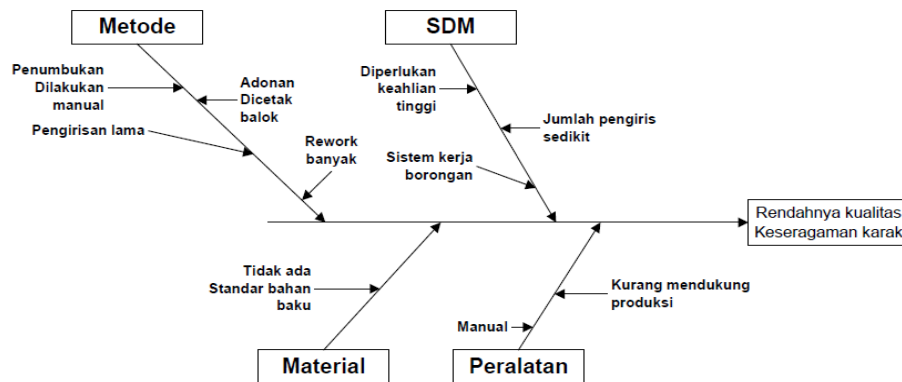 Metode
SDM
Penumbukan
Dilakukan
manual
Adonan
Dicetak
balok
Pengirisan lama
Rework
banyak
Diperlukan
keahlian
tinggi
Jumlah pengiris
sedikit
Sistem kerja
borongan
Rendahnya kualitas
Keseragaman karak
Tidak ada
Standar bahan
baku
Kurang mendukung
produksi
Manual
Material
Peralatan